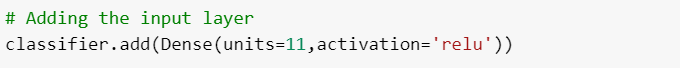 # Adding the input layer
classifier.add(Dense(units=11,activation='relu'))